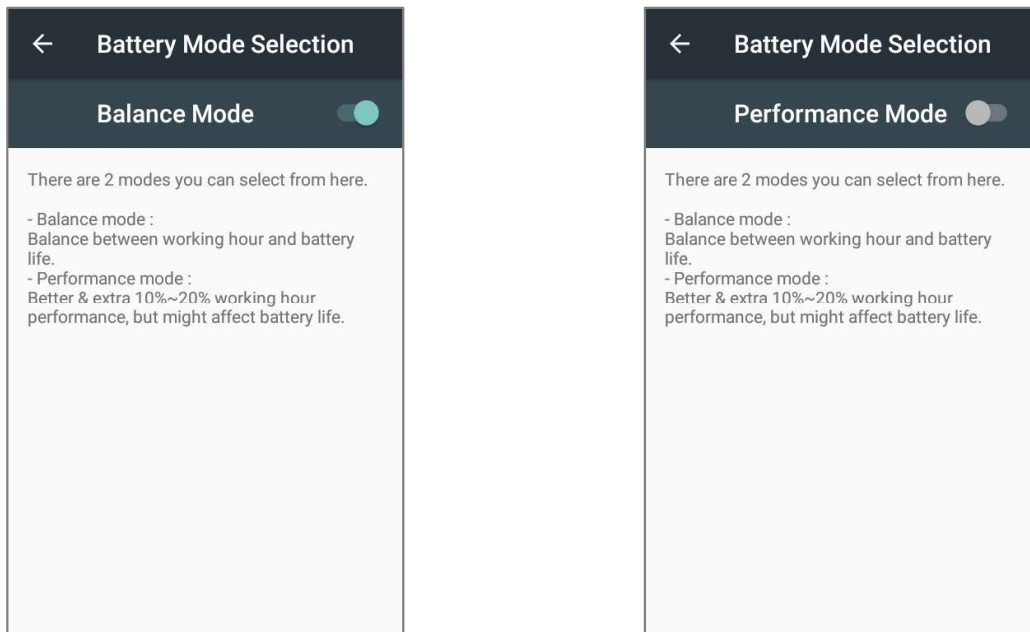 Battery Mode Selection
Balance Mode
There are 2 modes you can select from here.
- Balance mode :
Balance between working hour and battery
life.
- Performance mode :
Better & extra 10%~20% working hour
performance, but might affect battery life.
Battery Mode Selection
Performance Mode
There are 2 modes you can select from here.
- Balance mode :
Balance between working hour and battery
life.
- Performance mode :
Better & extra 10%~20% working hour
performance, but might affect battery life.